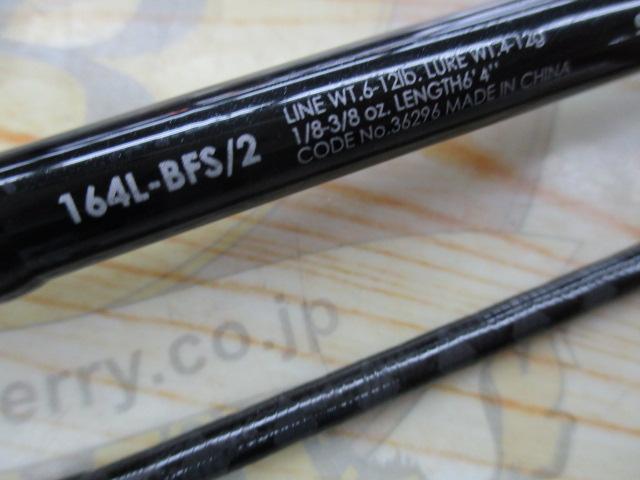 164L-BFS/2
LINE WT.6-12lb. LURE WT.4-12g
1/8-3/8 oz. LENGTH6'4"
CODE No.36296 MADE IN CHINA
erry.co.jp